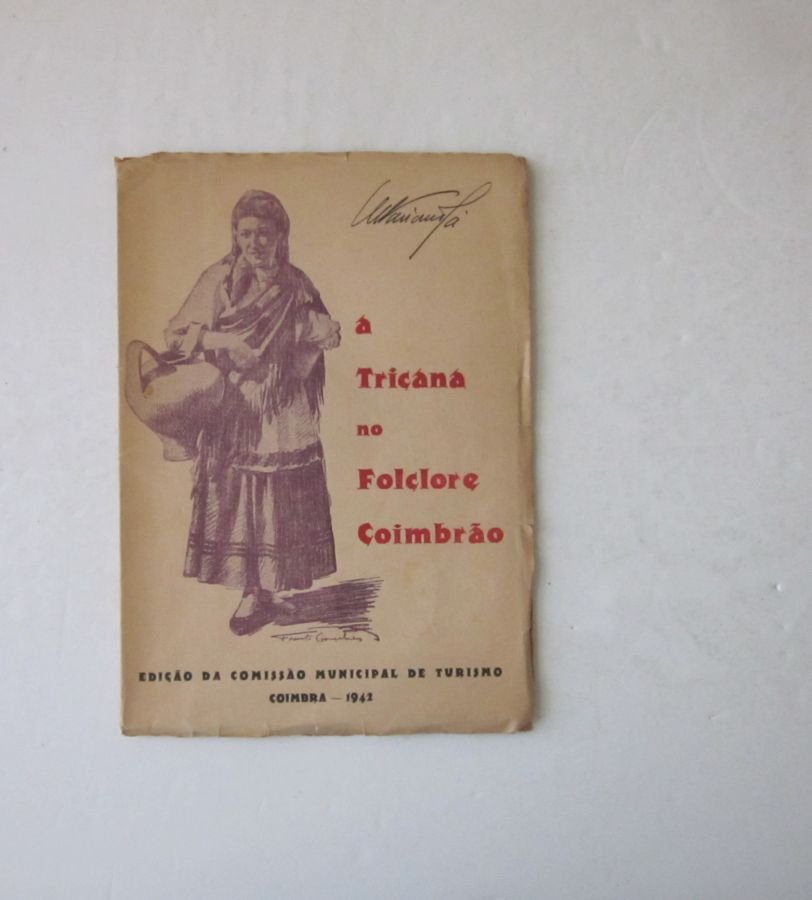 a
Tricana
no
Folclore
Coimbrão
EDIÇÃO DA COMISSÃO MUNICIPAL DE TURISMO
COIMBRA — 1942